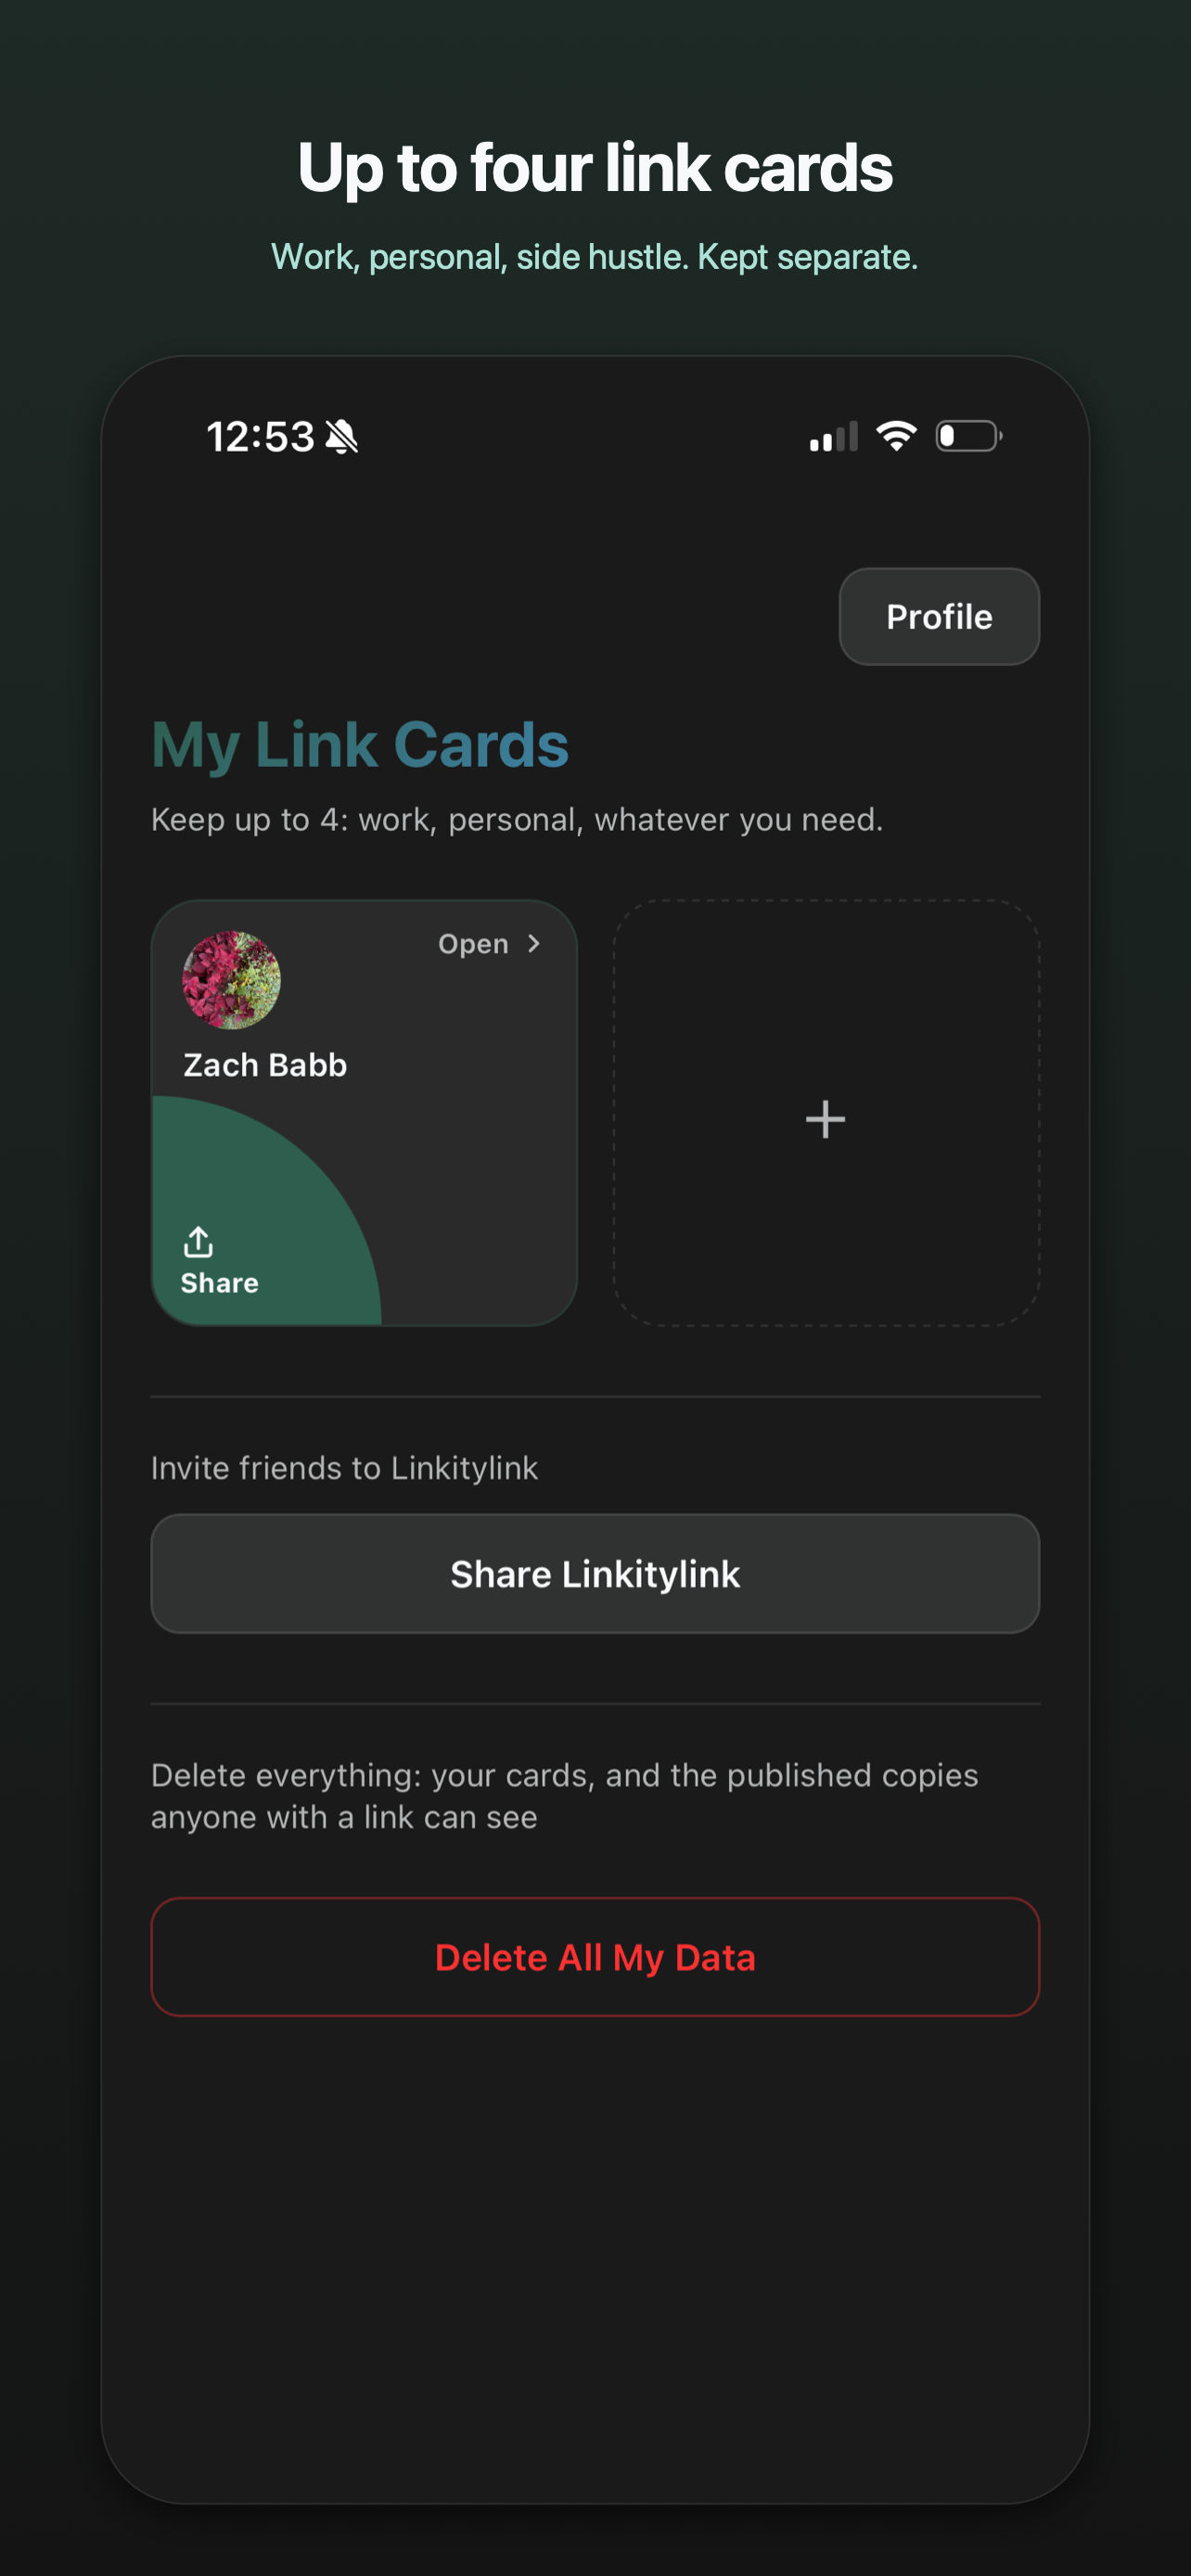 Up to four link cards
Work, personal, side hustle. Kept separate.
12:53
Profile
My Link Cards
Keep up to 4: work, personal, whatever you need.
Open
Zach Babb
Share
Invite friends to Linkitylink
Share Linkitylink
Delete everything: your cards, and the published copies
anyone with a link can see
Delete All My Data